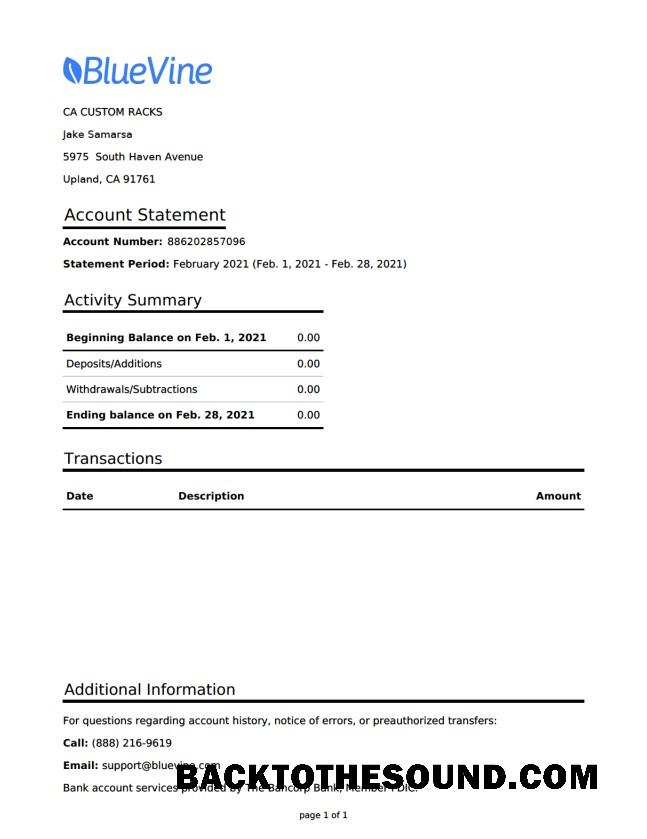 BlueVine
CA CUSTOM RACKS
Jake Samarsa
5975 South Haven Avenue
Upland, CA 91761
Account Statement
Account Number: 886202857096
Statement Period: February 2021 (Feb. 1, 2021 - Feb. 28, 2021)
Activity Summary
Beginning Balance on Feb. 1, 2021 0.00
Deposits/Additions 0.00
Withdrawals/Subtractions 0.00
Ending balance on Feb. 28, 2021 0.00
Transactions
Date Description Amount
Additional Information
For questions regarding account history, notice of errors, or preauthorized transfers:
Call: (888) 216-9619
Email: support@bluevine.com
BACKTOTHESOUND.COM
Bank account services provided by The Bancorp Bank, Member FDIC.
page 1 of 1